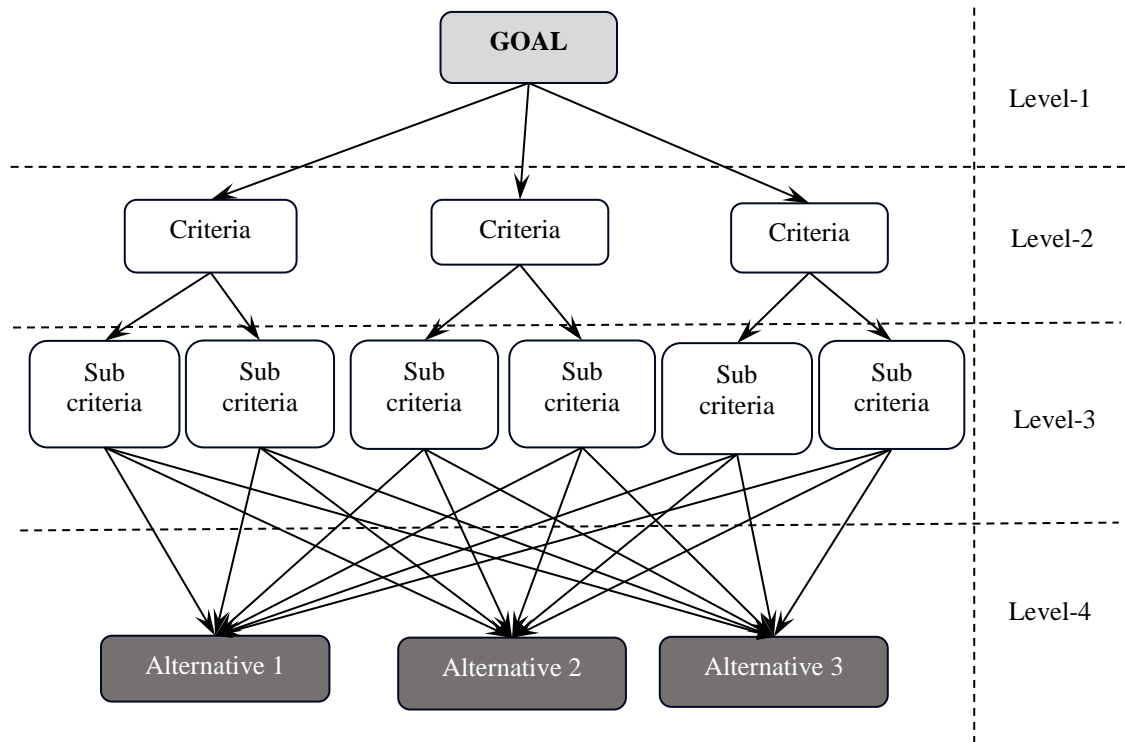 GOAL
Level-1
Criteria
Criteria
Criteria
Level-2
Sub
criteria
Sub
criteria
Sub
criteria
Sub
criteria
Sub
criteria
Sub
criteria
Level-3
Level-4
Alternative 1
Alternative 2
Alternative 3